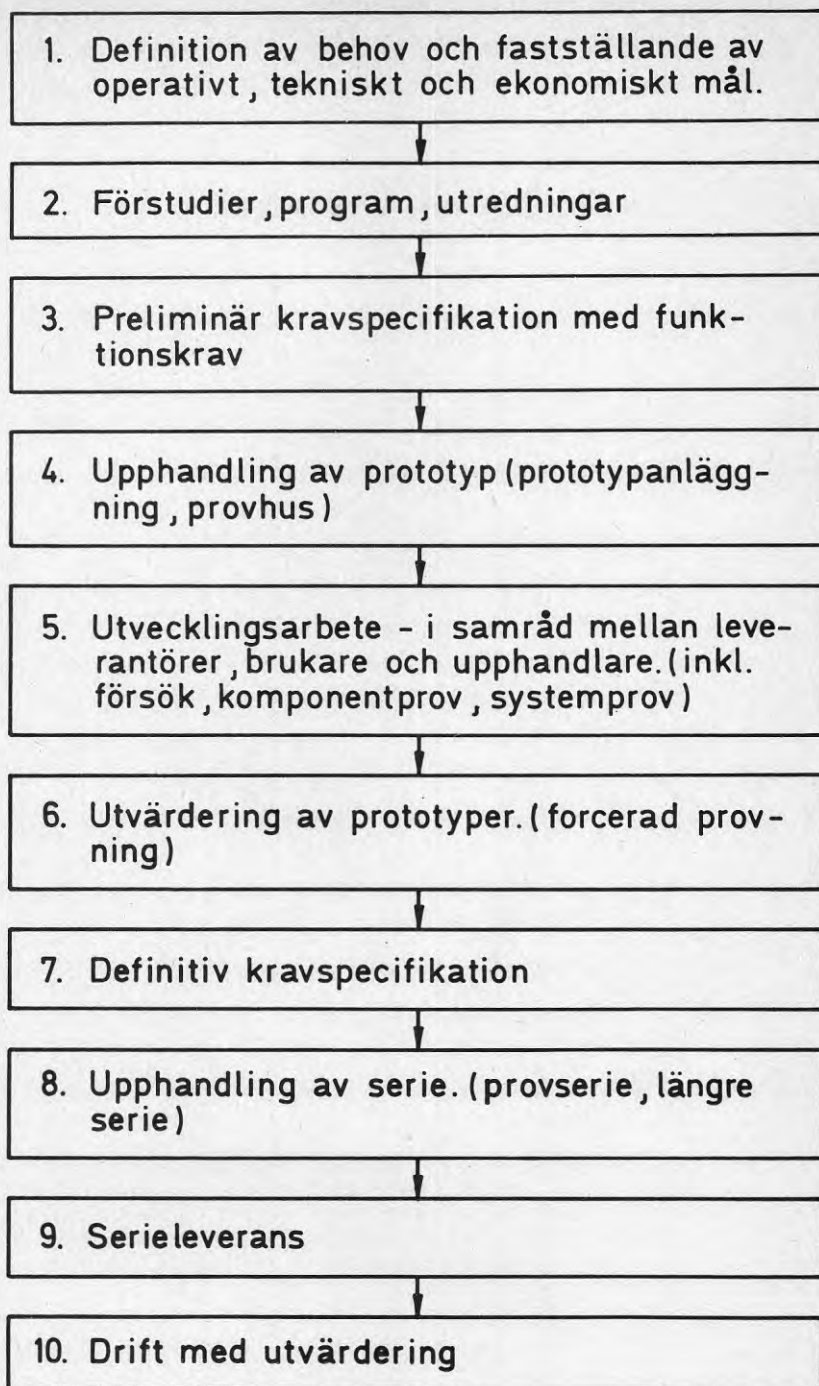 1. Definition av behov och fastställande av
operativt, tekniskt och ekonomiskt mål.
2. Förstudier, program, utredningar
3. Preliminär kravspecifikation med funk-
tionskrav
4. Upphandling av prototyp (prototypanlägg-
ning, provhus)
5. Utvecklingsarbete - i samråd mellan leve-
rantörer, brukare och upphandlare. (inkl.
försök, komponentprov, systemprov)
6. Utvärdering av prototyper. (forcerad prov-
ning)
7. Definitiv kravspecifikation
8. Upphandling av serie. (provserie, längre
serie)
9. Serieleverans
10. Drift med utvärdering